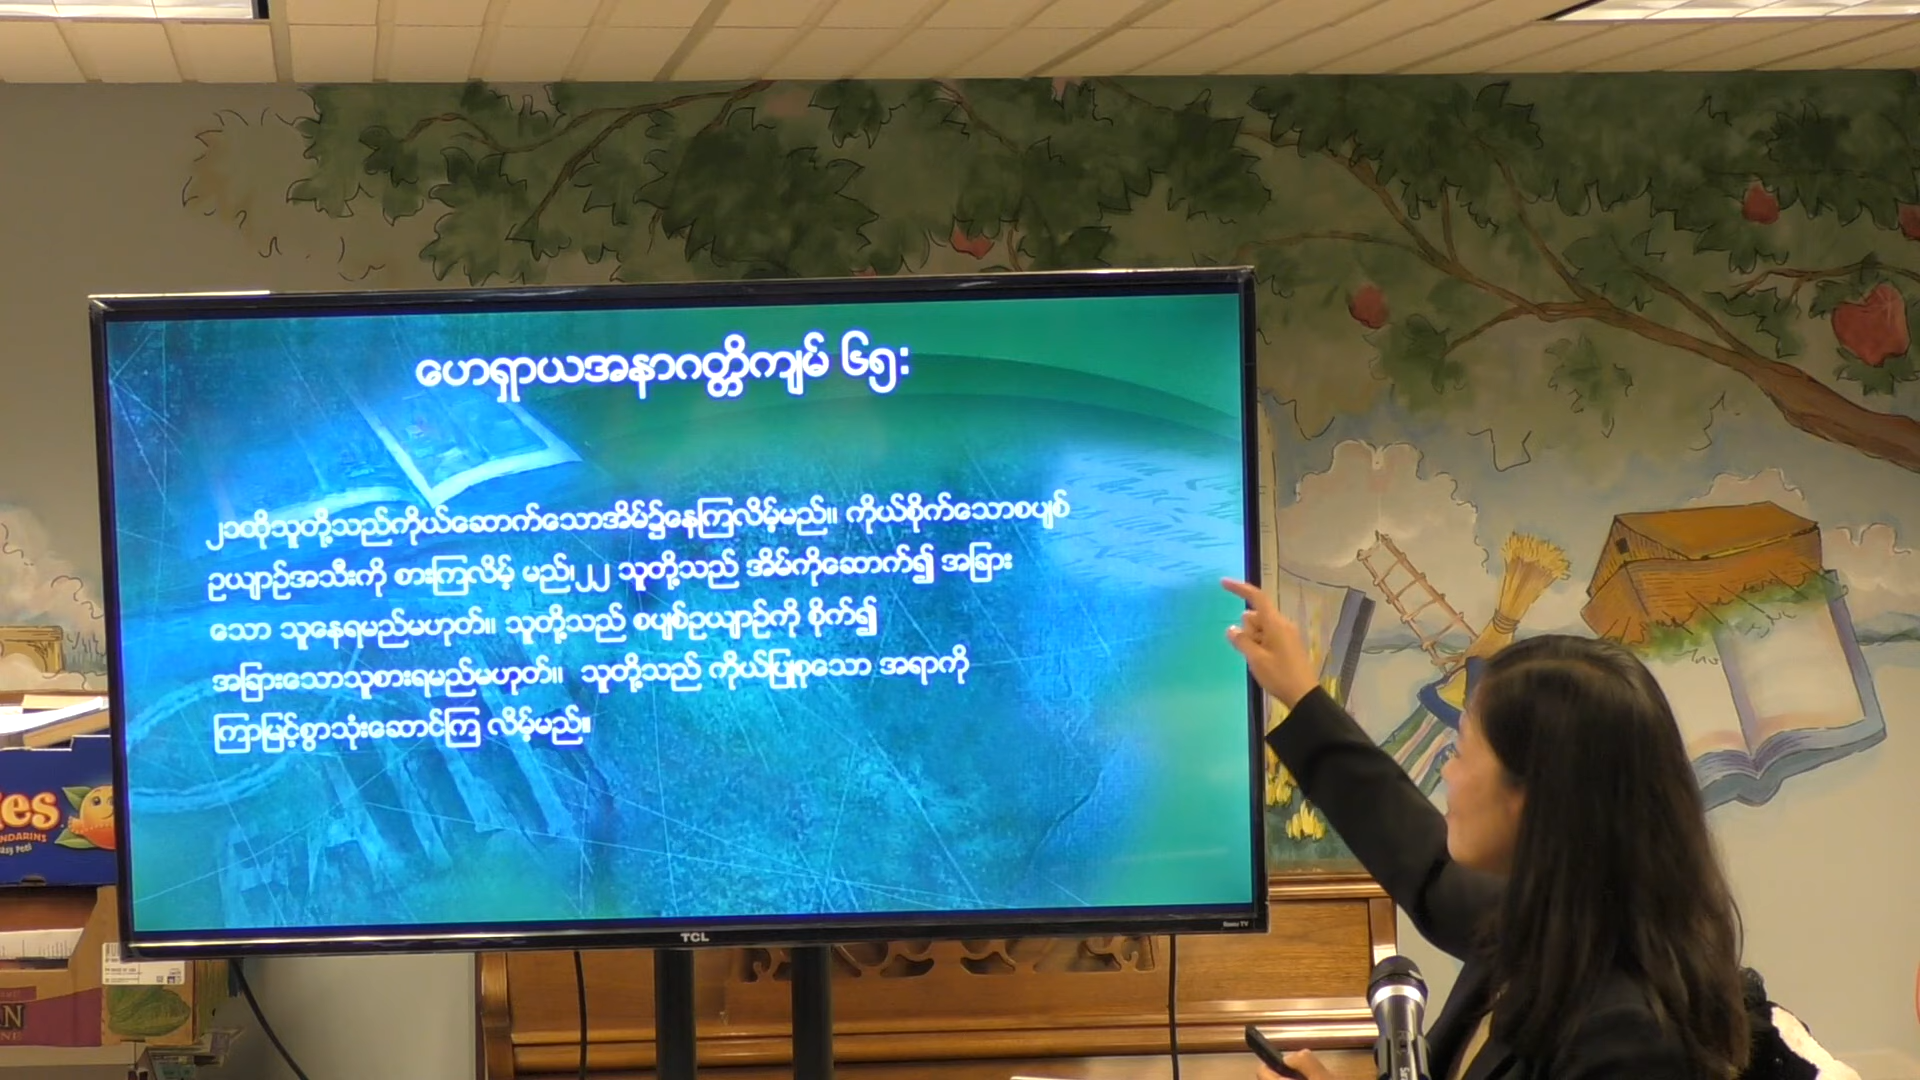 ဟေရှာယအနာဂတ္တိကျမ် ၆၅:
၂၁ထိုသူတို့သည်ကိုယ်ဆောက်သောအိမ်၌နေကြလိမ့်မည်။ ကိုယ်စိုက်သောစပျစ်
ဥယျာဉ်အသီးကို စားကြလိမ့် မည်၊၂၂ သူတို့သည် အိမ်ကိုဆောက်၍ အခြား
သော သူနေရမည်မဟုတ်။ သူတို့သည် စပျစ်ဥယျာဉ်ကို စိုက်၍
အခြားသောသူစားရမည်မဟုတ်။ သူတို့သည် ကိုယ်ပြုစုသော အရာကို
ကြာမြင့်စွာသုံးဆောင်ကြ လိမ့်မည်။
TCL
Roku TV